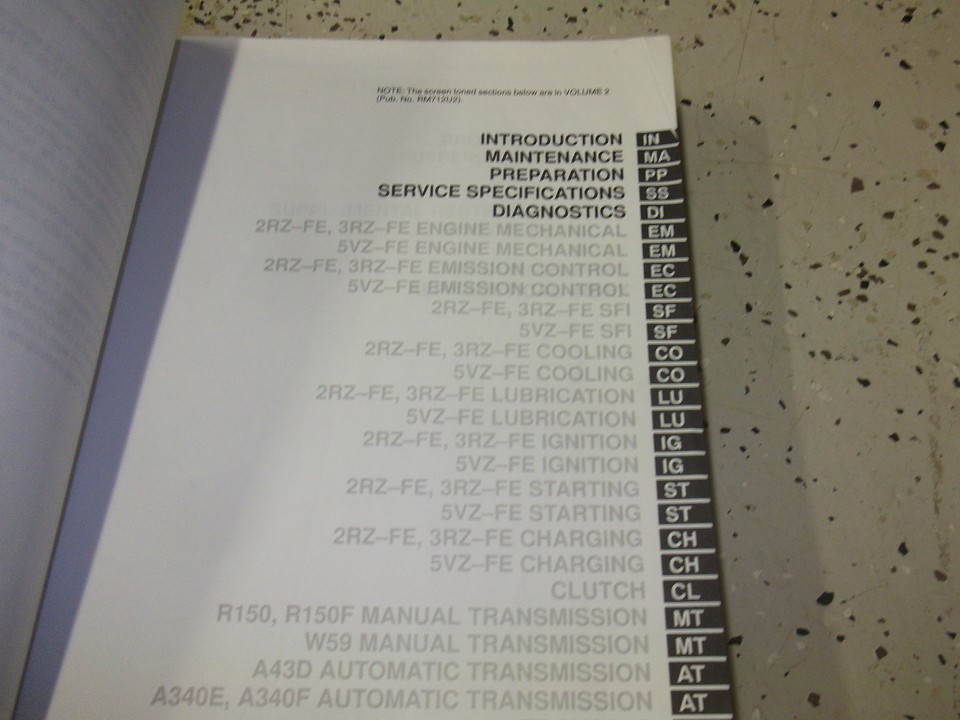 NOTE: The screen toned sections below are in VOLUME 2
(Pub. No. RM712U2).
INTRODUCTION IN
MAINTENANCE MA
PREPARATION PP
SERVICE SPECIFICATIONS SS
DIAGNOSTICS DI
2RZ–FE, 3RZ–FE ENGINE MECHANICAL EM
5VZ–FE ENGINE MECHANICAL EM
2RZ–FE, 3RZ–FE EMISSION CONTROL EC
5VZ–FE EMISSION CONTROL EC
2RZ–FE, 3RZ–FE SFI SF
5VZ–FE SFI SF
2RZ–FE, 3RZ–FE COOLING CO
5VZ–FE COOLING CO
2RZ–FE, 3RZ–FE LUBRICATION LU
5VZ–FE LUBRICATION LU
2RZ–FE, 3RZ–FE IGNITION IG
5VZ–FE IGNITION IG
2RZ–FE, 3RZ–FE STARTING ST
5VZ–FE STARTING ST
2RZ–FE, 3RZ–FE CHARGING CH
5VZ–FE CHARGING CH
CLUTCH CL
R150, R150F MANUAL TRANSMISSION MT
W59 MANUAL TRANSMISSION MT
A43D AUTOMATIC TRANSMISSION AT
A340E, A340F AUTOMATIC TRANSMISSION AT